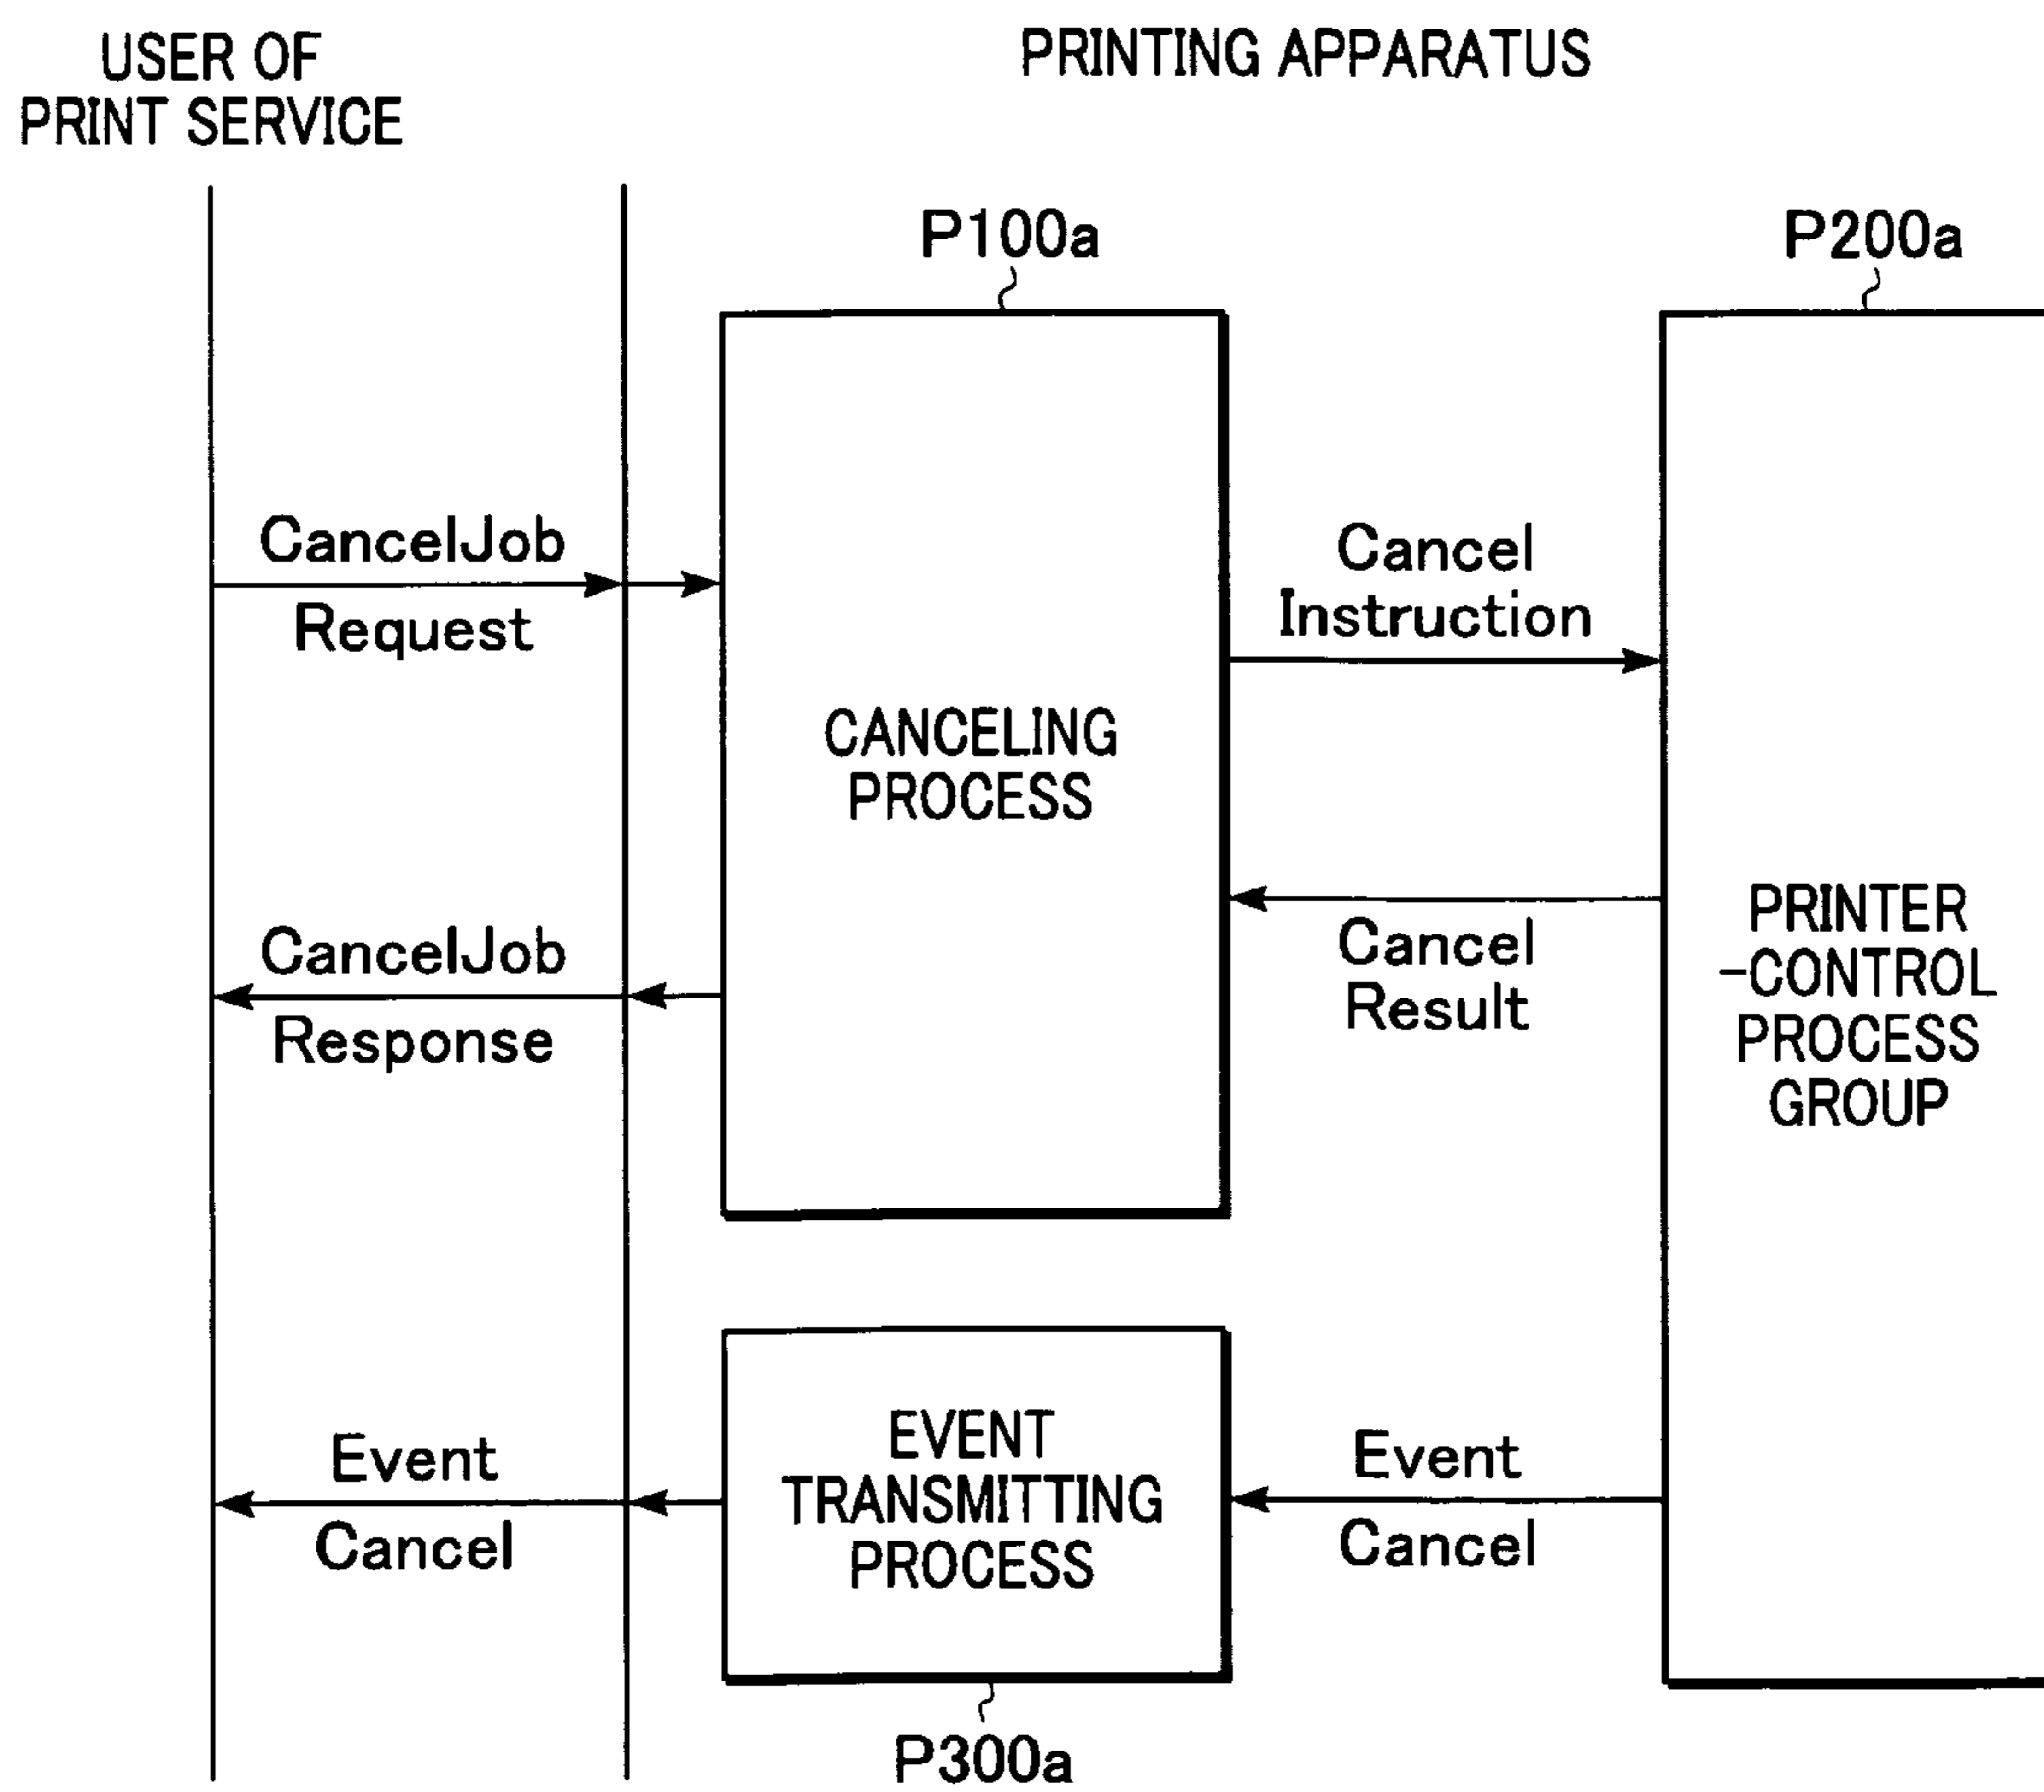 USER OF
PRINT SERVICE
PRINTING APPARATUS
P100a
P200a
CancelJob
Request
Cancel
Instruction
CANCELING
PROCESS
Cancel
Result
PRINTER
-CONTROL
PROCESS
GROUP
CancelJob
Response
EVENT
TRANSMITTING
PROCESS
Event
Cancel
Event
Cancel
P300a